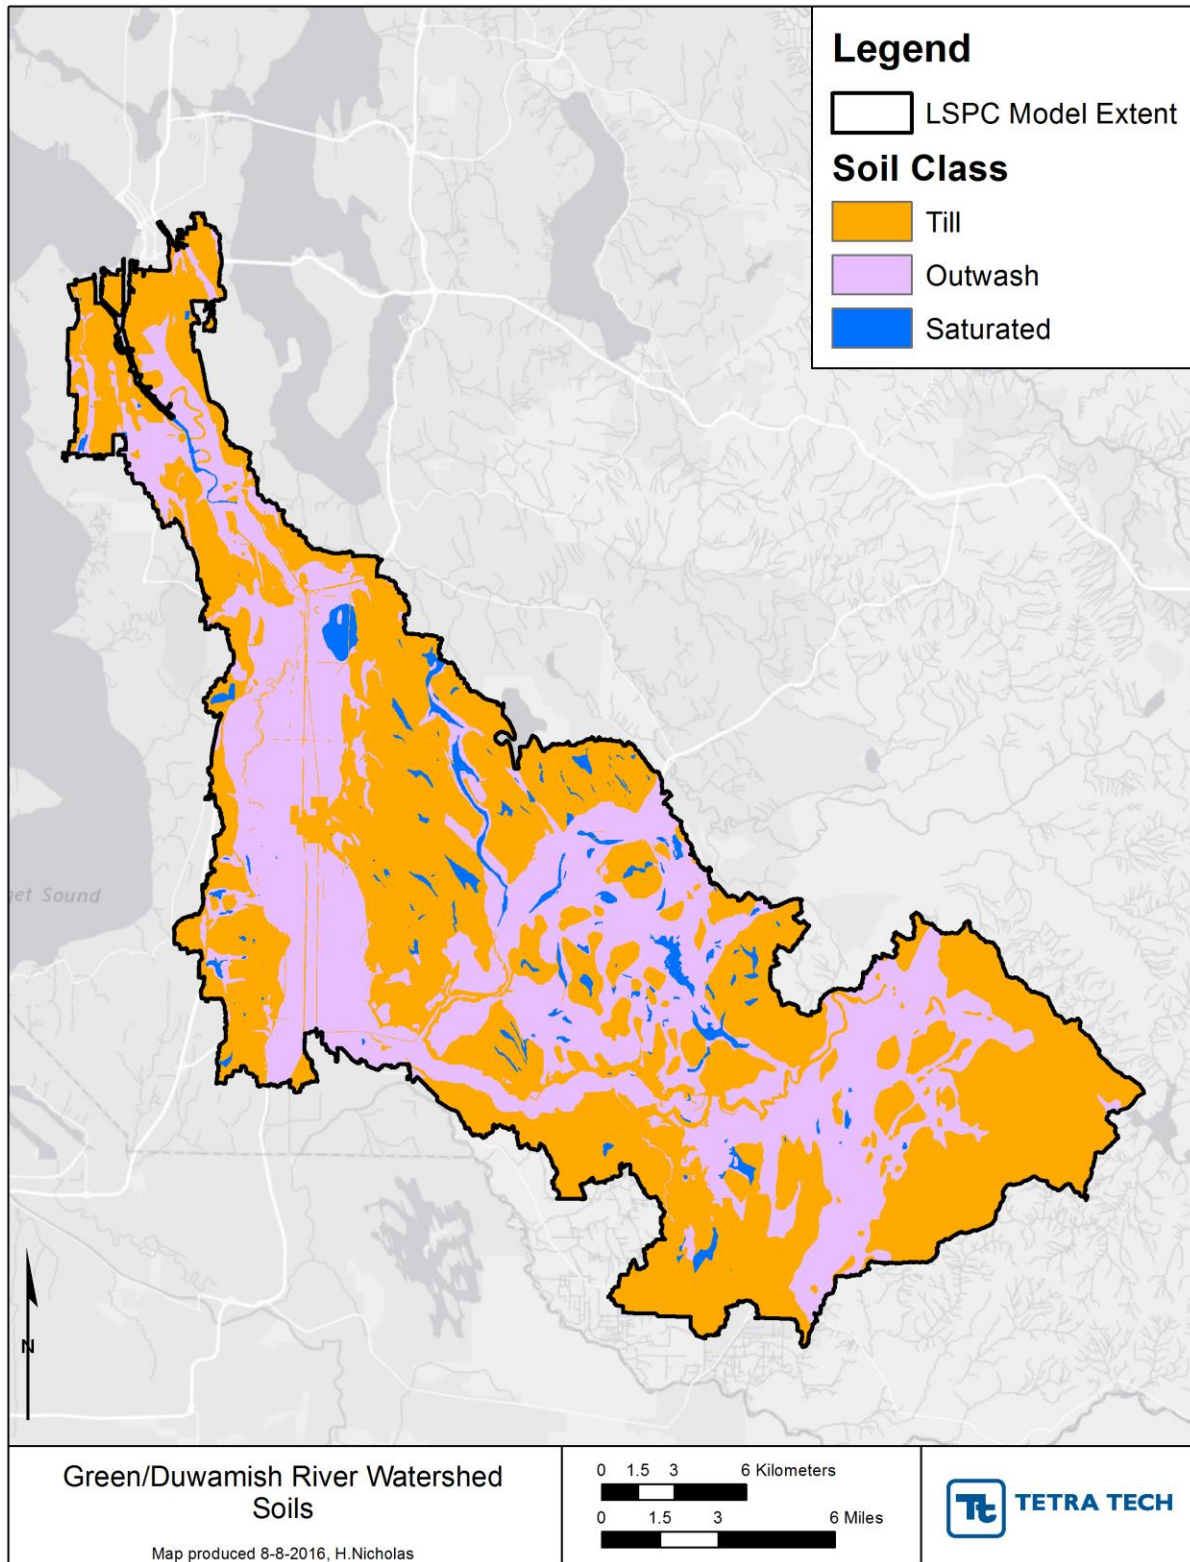 Legend
LSPC Model Extent
Soil Class
Till
Outwash
Saturated
et Sound
N
Green/Duwamish River Watershed
Soils
Map produced 8-8-2016, H.Nicholas
0 1.5 3 6 Kilometers
0 1.5 3 6 Miles
Tt TETRA TECH